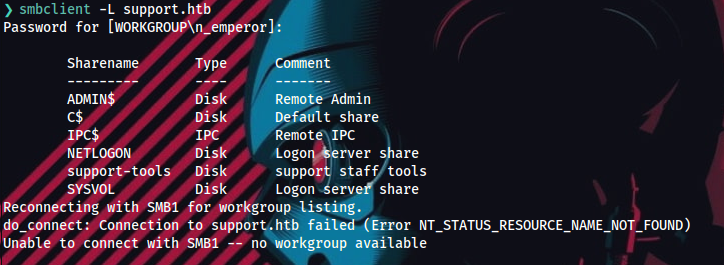 ❯ smbclient -L support.htb
Password for [WORKGROUP\n_emperor]:
Sharename Type Comment
--------- ---- -------
ADMIN$ Disk Remote Admin
C$ Disk Default share
IPC$ IPC Remote IPC
NETLOGON Disk Logon server share
support-tools Disk support staff tools
SYSVOL Disk Logon server share
Reconnecting with SMB1 for workgroup listing.
do_connect: Connection to support.htb failed (Error NT_STATUS_RESOURCE_NAME_NOT_FOUND)
Unable to connect with SMB1 -- no workgroup available